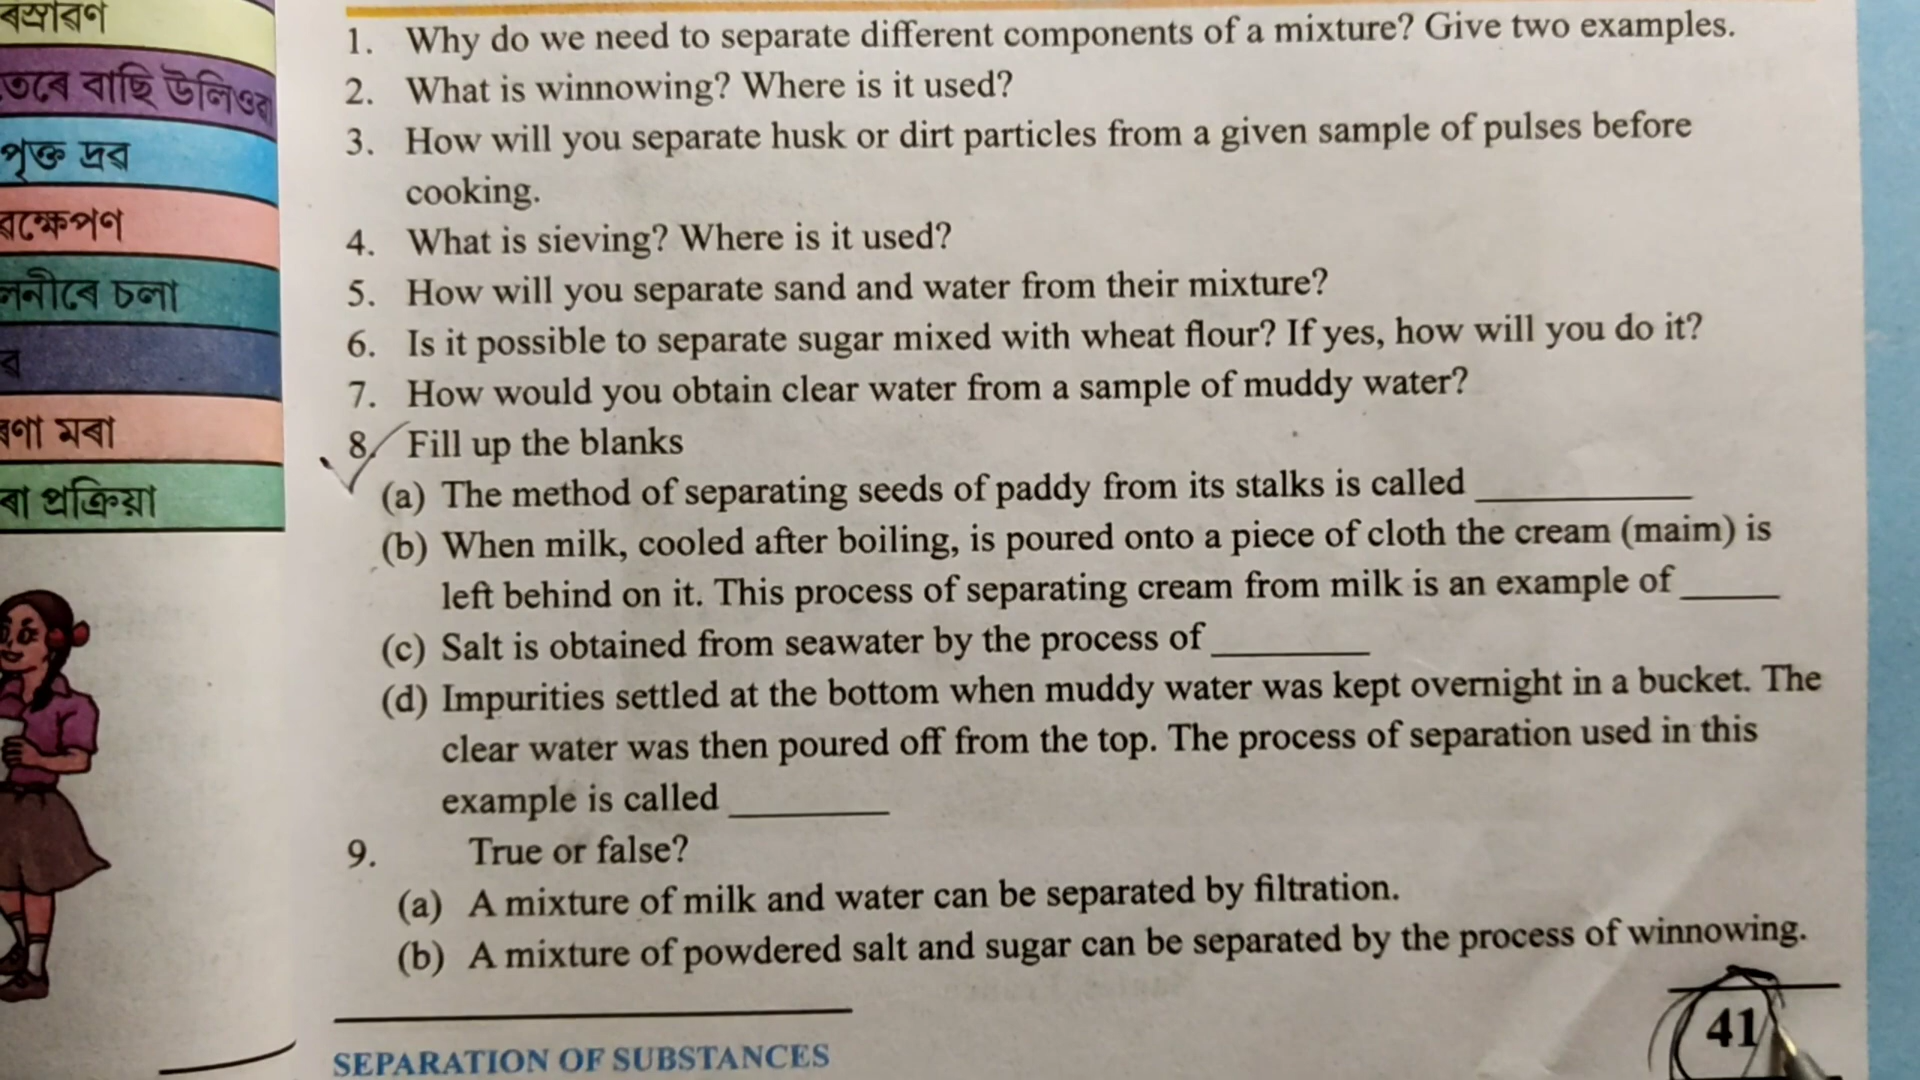 তৰে বাছি উলিওৱা
পৃক্ত দ্ৰৱ
ৱক্ষেপণ
লনীৰে চলা
ৱ
ৰণা মৰা
ৰা প্ৰক্ৰিয়া
1. Why do we need to separate different components of a mixture? Give two examples.
2. What is winnowing? Where is it used?
3. How will you separate husk or dirt particles from a given sample of pulses before
cooking.
4. What is sieving? Where is it used?
5. How will you separate sand and water from their mixture?
6. Is it possible to separate sugar mixed with wheat flour? If yes, how will you do it?
7. How would you obtain clear water from a sample of muddy water?
8. Fill up the blanks
(a) The method of separating seeds of paddy from its stalks is called ____________
(b) When milk, cooled after boiling, is poured onto a piece of cloth the cream (maim) is
left behind on it. This process of separating cream from milk is an example of ______
(c) Salt is obtained from seawater by the process of _________
(d) Impurities settled at the bottom when muddy water was kept overnight in a bucket. The
clear water was then poured off from the top. The process of separation used in this
example is called _________
9. True or false?
(a) A mixture of milk and water can be separated by filtration.
(b) A mixture of powdered salt and sugar can be separated by the process of winnowing.
SEPARATION OF SUBSTANCES
41